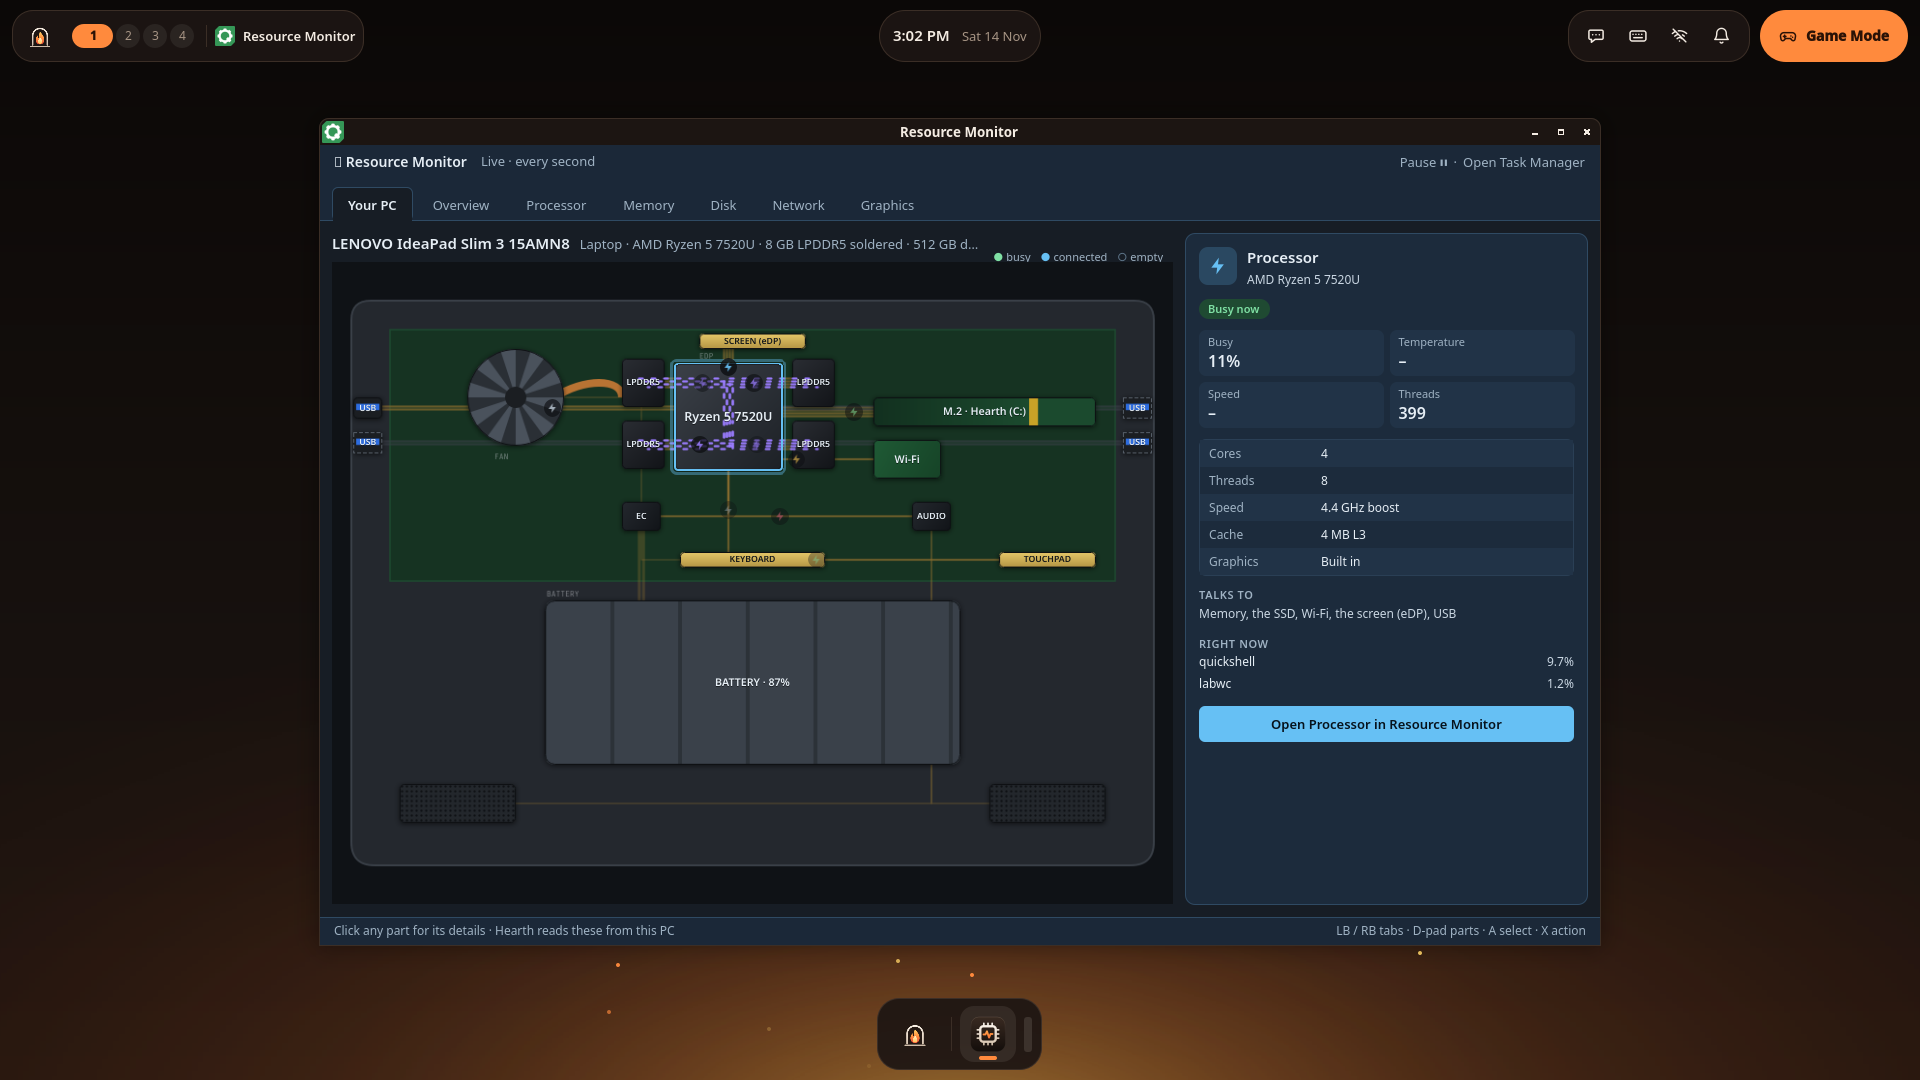 1 2 3 4 Resource Monitor
3:02 PM Sat 14 Nov
Game Mode
Resource Monitor
Resource Monitor Live · every second
Pause · Open Task Manager
Your PC Overview Processor Memory Disk Network Graphics
LENOVO IdeaPad Slim 3 15AMN8 Laptop · AMD Ryzen 5 7520U · 8 GB LPDDR5 soldered · 512 GB d...
busy connected empty
SCREEN (eDP)
EDP
LPDDR5 LPDDR5
USB USB
Ryzen 5 7520U
M.2 · Hearth (C:)
USB USB
LPDDR5 LPDDR5
FAN
Wi-Fi
EC AUDIO
KEYBOARD TOUCHPAD
BATTERY
BATTERY · 87%
Processor
AMD Ryzen 5 7520U
Busy now
Busy Temperature
11% –
Speed Threads
– 399
Cores 4
Threads 8
Speed 4.4 GHz boost
Cache 4 MB L3
Graphics Built in
TALKS TO
Memory, the SSD, Wi-Fi, the screen (eDP), USB
RIGHT NOW
quickshell 9.7%
labwc 1.2%
Open Processor in Resource Monitor
Click any part for its details · Hearth reads these from this PC
LB / RB tabs · D-pad parts · A select · X action